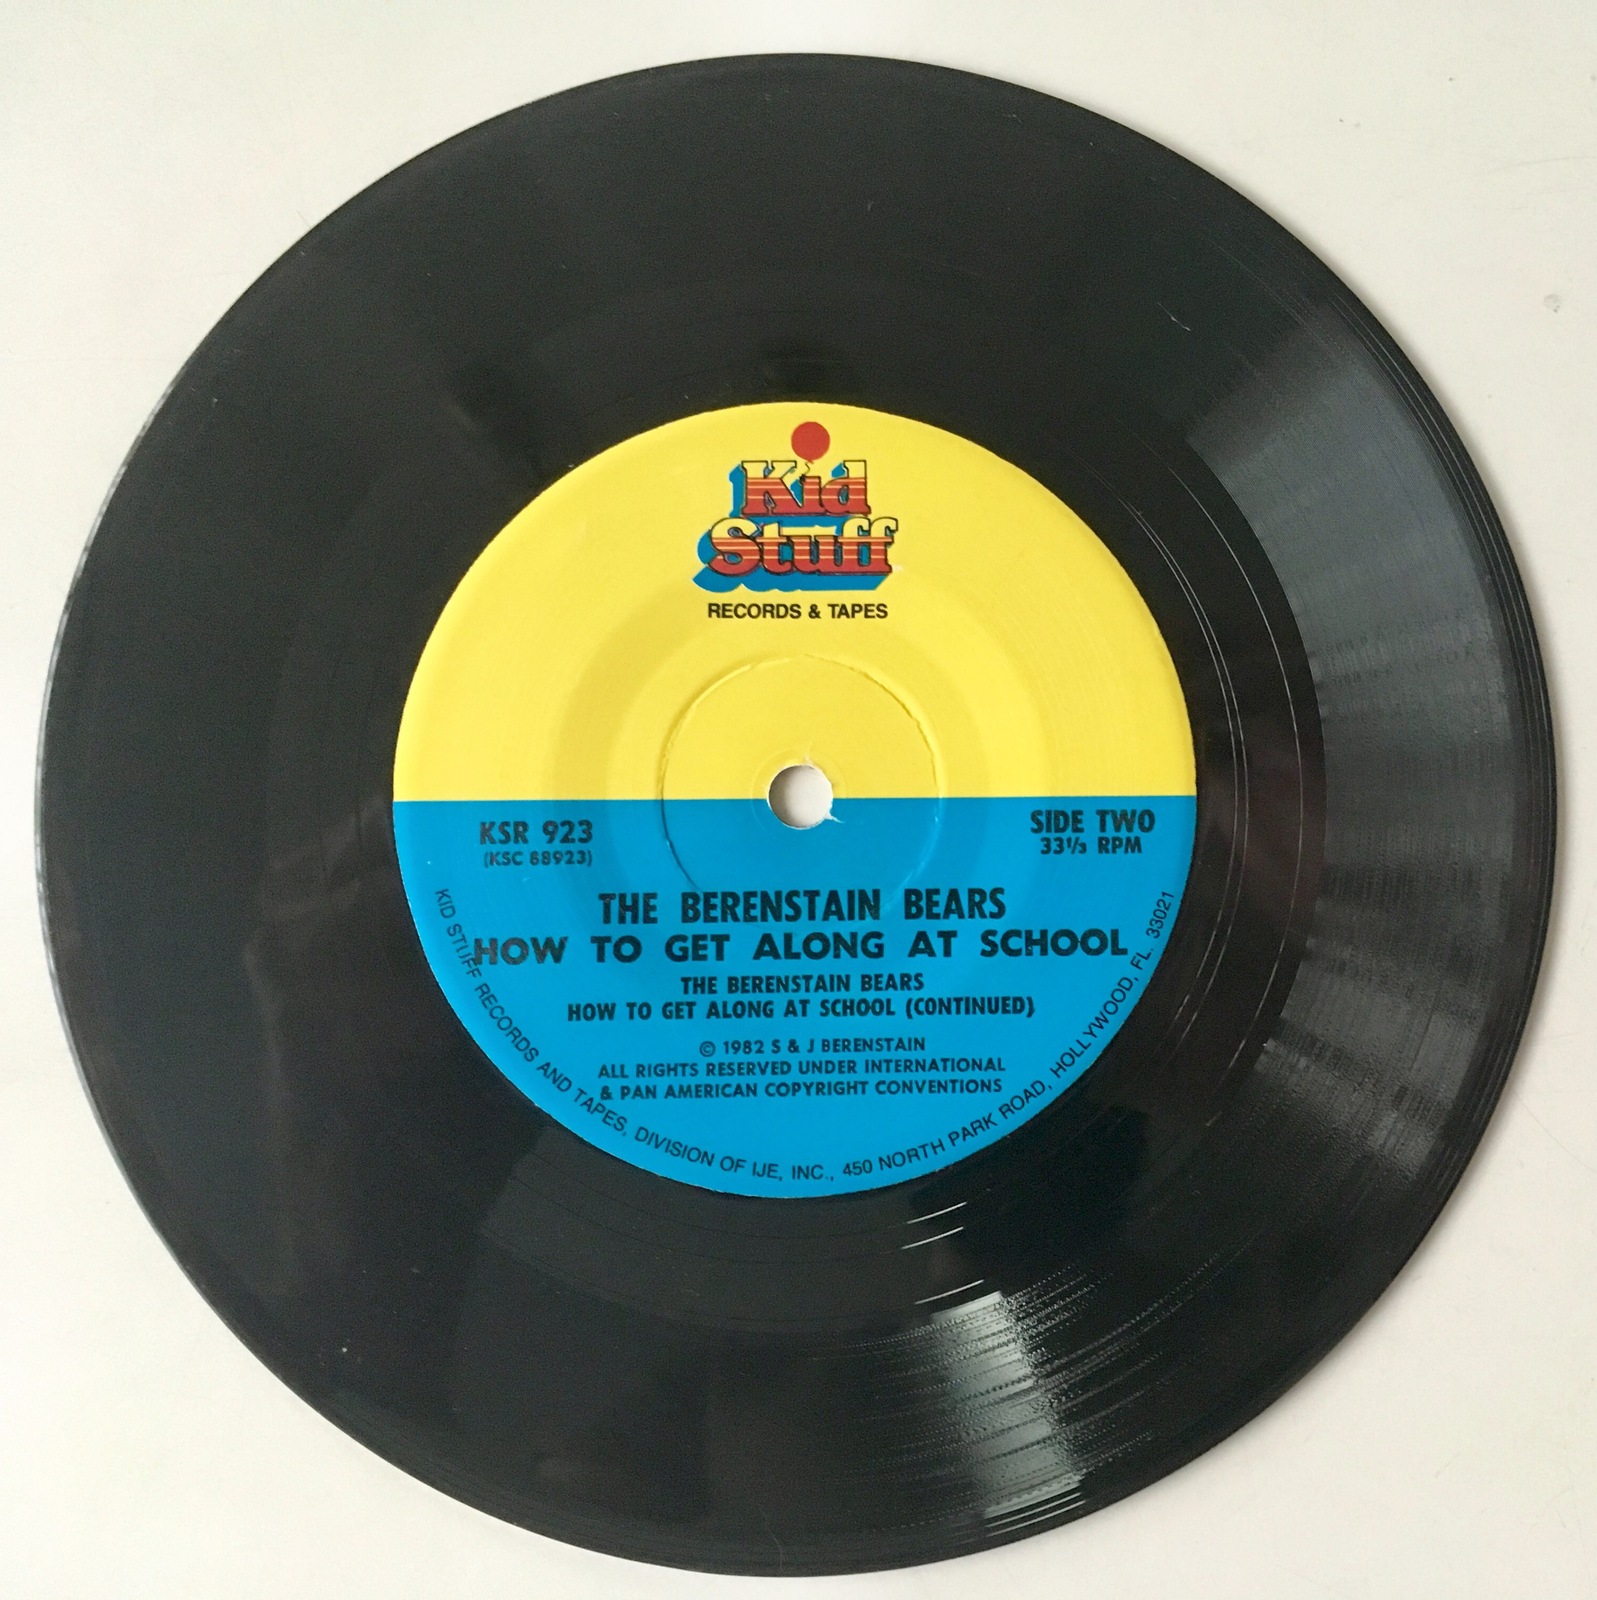 Kid
Stuff
RECORDS & TAPES
KSR 923
(KSC 88923)
SIDE TWO
33⅓ RPM
THE BERENSTAIN BEARS
HOW TO GET ALONG AT SCHOOL
THE BERENSTAIN BEARS
HOW TO GET ALONG AT SCHOOL (CONTINUED)
© 1982 S & J BERENSTAIN
ALL RIGHTS RESERVED UNDER INTERNATIONAL
& PAN AMERICAN COPYRIGHT CONVENTIONS
KID STUFF RECORDS AND TAPES, DIVISION OF IJE, INC., 450 NORTH PARK ROAD, HOLLYWOOD, FL. 33021